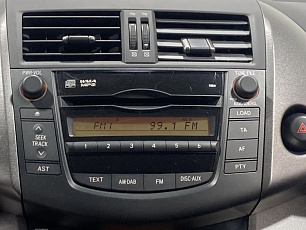 PWR·VOL
WMA
MP3
TUNE·FILE
FM1 99.1 FM
LOAD
SEEK
TRACK
TA
1 2 3 4 5 6
AF
AST
TEXT AM·DAB FM DISC·AUX
PTY